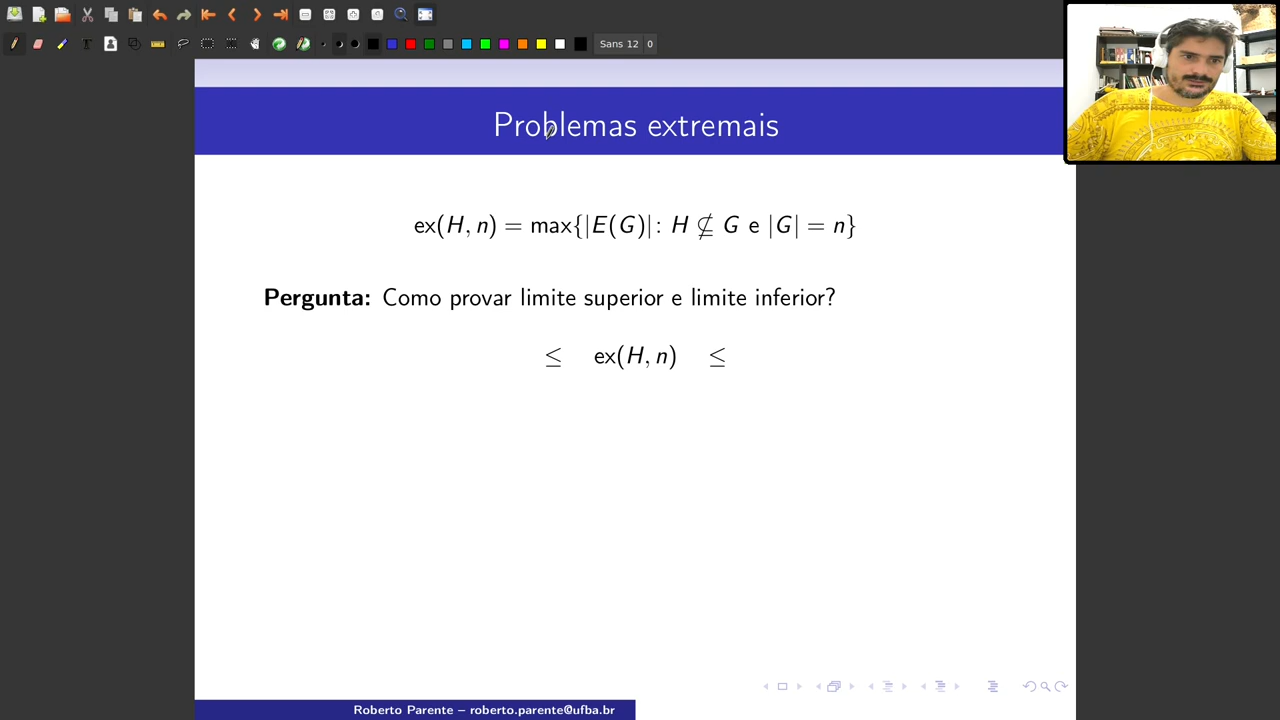 Sans 12 0
Problemas extremais
ex(H, n) = max{|E(G)|: H ⊈ G e |G| = n}
Pergunta: Como provar limite superior e limite inferior?
≤ ex(H, n) ≤
Roberto Parente – roberto.parente@ufba.br